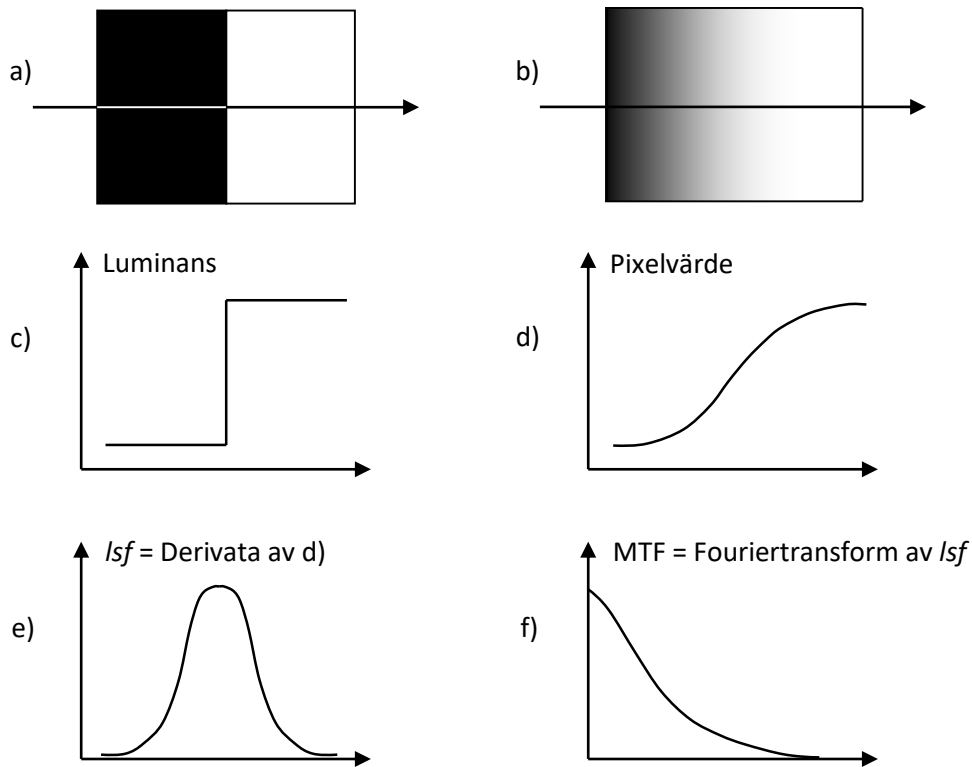 a)
b)
Luminans
c)
Pixelvärde
d)
lsf = Derivata av d)
e)
MTF = Fouriertransform av lsf
f)